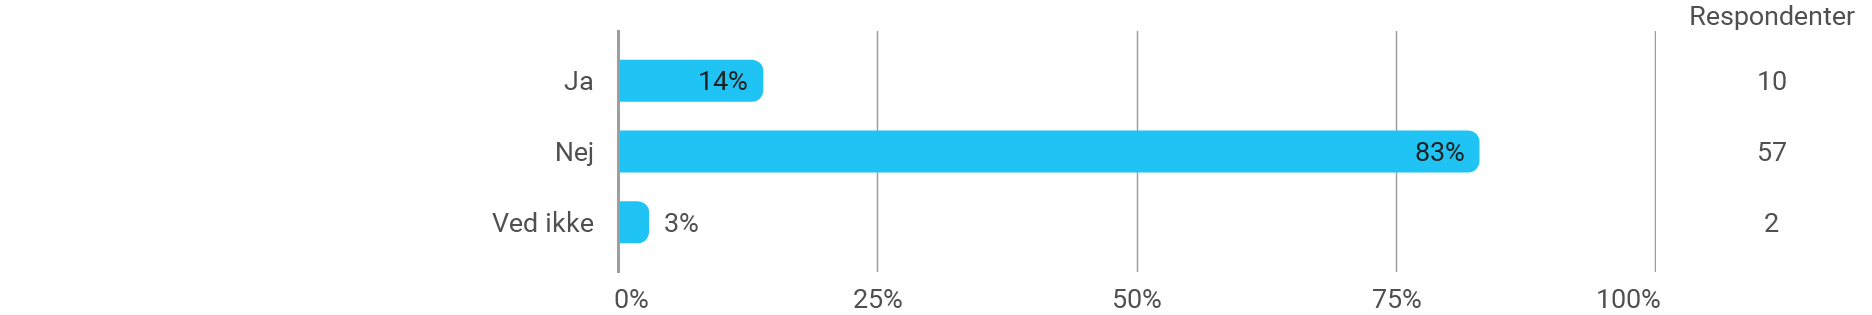 Respondenter
Ja 14% 10
Nej 83% 57
Ved ikke 3% 2
0% 25% 50% 75% 100%